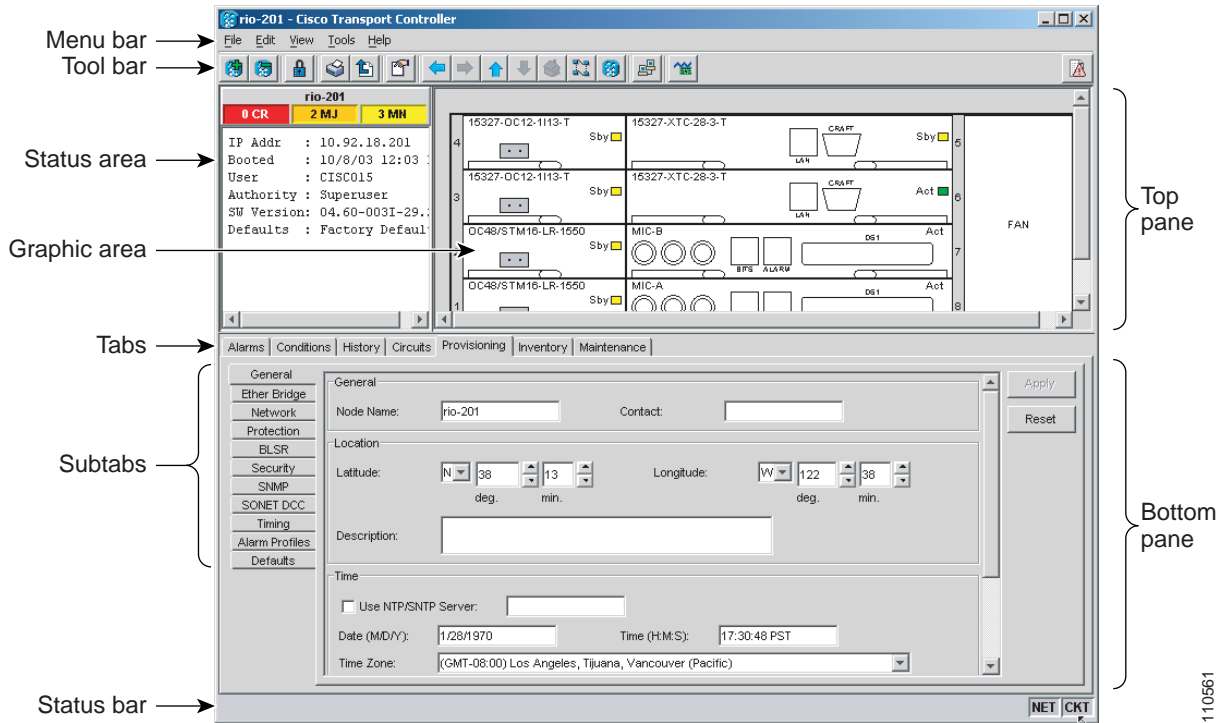 rio-201 - Cisco Transport Controller
Menu bar
File Edit View Tools Help
Tool bar
rio-201
0 CR 2 MJ 3 MN
Status area
IP Addr : 10.92.18.201
Booted : 10/8/03 12:03
User : CISCO15
Authority : Superuser
SW Version: 04.60-003I-29.
Defaults : Factory Defaul
Graphic area
4
15327-OC12-1I13-T
Sby
15327-XTC-28-3-T
LAN
CRAFT
Sby
5
3
15327-OC12-1I13-T
Sby
15327-XTC-28-3-T
LAN
CRAFT
Act
6
OC48/STM16-LR-1550
Sby
MIC-B
BITS ALARM
DS1
Act
7
1
OC48/STM16-LR-1550
Sby
MIC-A
DS1
Act
8
FAN
Top
pane
Tabs
Alarms Conditions History Circuits Provisioning Inventory Maintenance
Subtabs
General
Ether Bridge
Network
Protection
BLSR
Security
SNMP
SONET DCC
Timing
Alarm Profiles
Defaults
General
Node Name: rio-201 Contact:
Location
Latitude: N 38 13 Longitude: W 122 38
deg. min. deg. min.
Description:
Time
Use NTP/SNTP Server:
Date (M/D/Y): 1/28/1970 Time (H:M:S): 17:30:48 PST
Time Zone: (GMT-08:00) Los Angeles, Tijuana, Vancouver (Pacific)
Apply
Reset
Bottom
pane
Status bar
NET CKT
110561